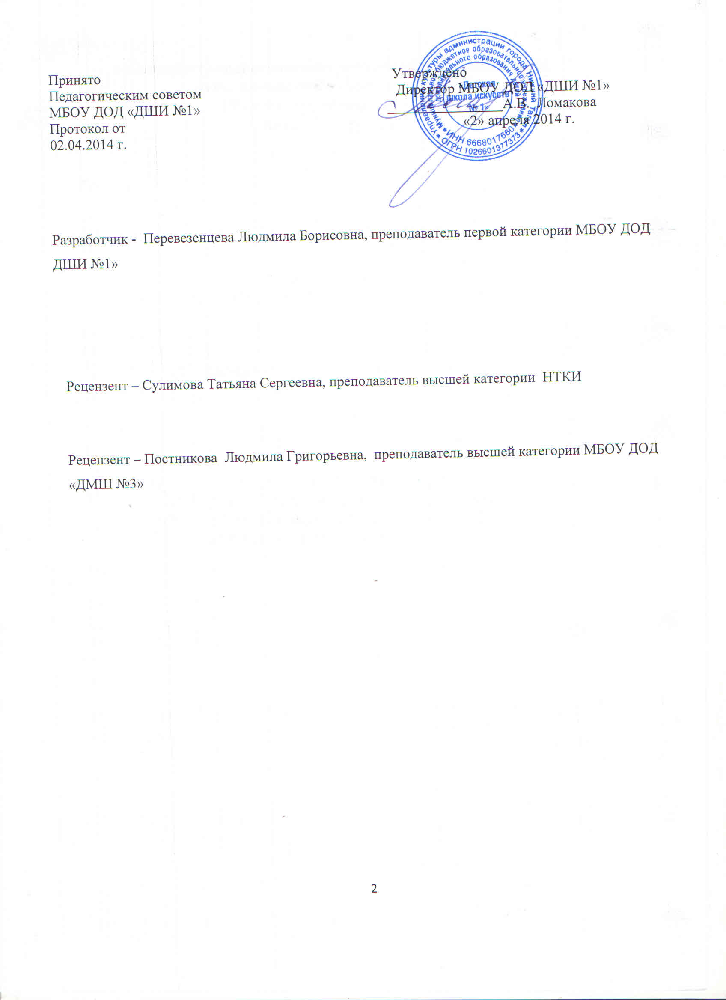 Принято
Педагогическим советом
МБОУ ДОД «ДШИ №1»
Протокол от
02.04.2014 г.
Утверждено
Директор МБОУ ДОД «ДШИ №1»
А.В. Ломакова
«2» апреля 2014 г.
Управление культуры администрации города Нижний Тагил * ОГРН 1026601377373 *
Муниципальное бюджетное образовательное учреждение * ИНН 6668017660 *
дополнительного образования детей
Детская
школа искусств
№ 1»
Разработчик - Перевезенцева Людмила Борисовна, преподаватель первой категории МБОУ ДОД
ДШИ №1»
Рецензент – Сулимова Татьяна Сергеевна, преподаватель высшей категории НТКИ
Рецензент – Постникова Людмила Григорьевна, преподаватель высшей категории МБОУ ДОД
«ДМШ №3»
2